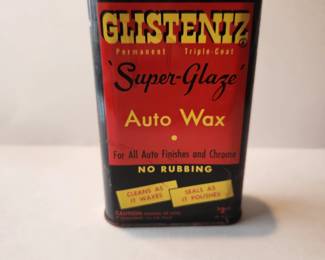 GLISTENIZ
Permanent Triple-Coat
'Super-Glaze'
Auto Wax
For All Auto Finishes and Chrome
NO RUBBING
CLEANS AS
IT WAXES
SEALS AS
IT POLISHES
CAUTION